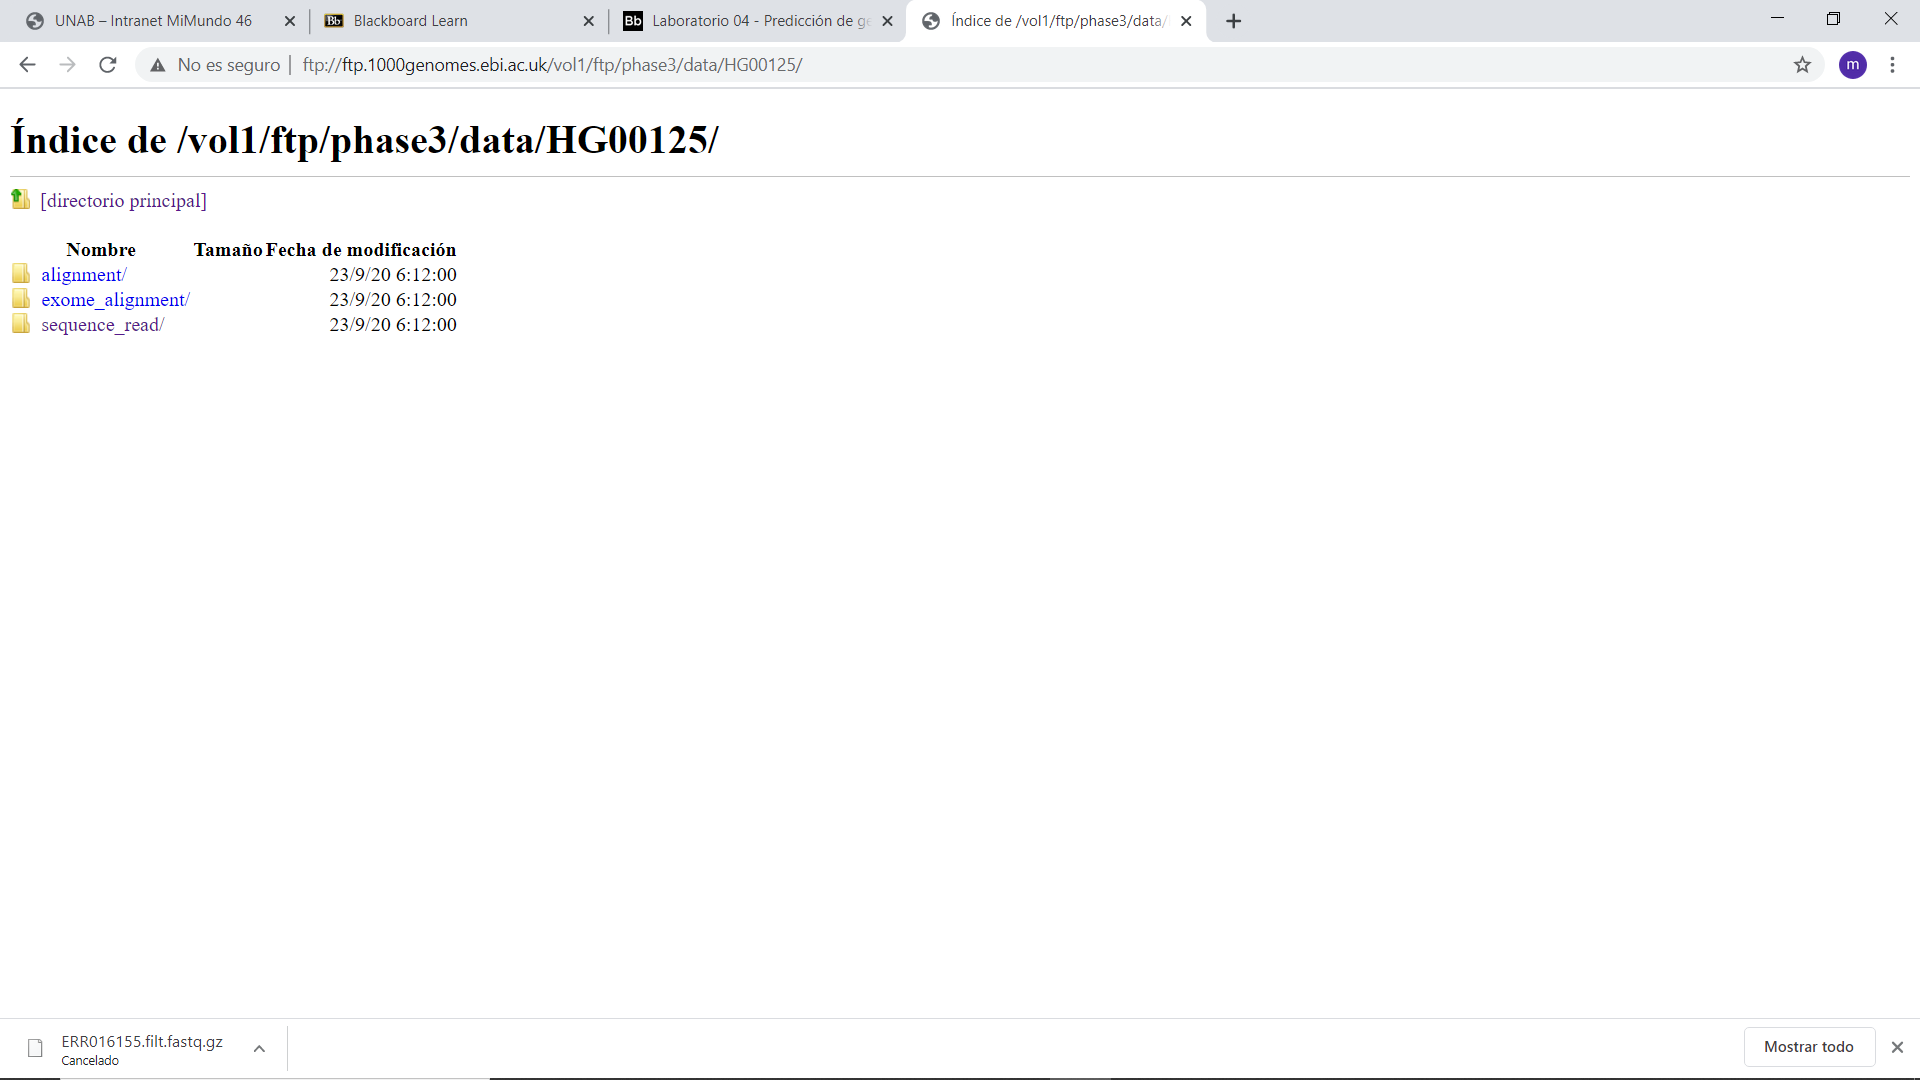 UNAB – Intranet MiMundo 46
Blackboard Learn
Bb Laboratorio 04 - Predicción de ge
Índice de /vol1/ftp/phase3/data/
No es seguro | ftp://ftp.1000genomes.ebi.ac.uk/vol1/ftp/phase3/data/HG00125/
m
Índice de /vol1/ftp/phase3/data/HG00125/
[directorio principal]
Nombre Tamaño Fecha de modificación
alignment/ 23/9/20 6:12:00
exome_alignment/ 23/9/20 6:12:00
sequence_read/ 23/9/20 6:12:00
ERR016155.filt.fastq.gz
Cancelado
Mostrar todo